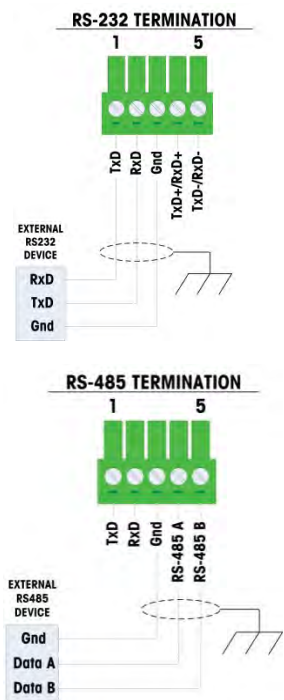 RS-232 TERMINATION
1 5
TxD
RxD
Gnd
TxD+/RxD+
TxD-/RxD-
EXTERNAL
RS232
DEVICE
RxD
TxD
Gnd
RS-485 TERMINATION
1 5
TxD
RxD
Gnd
RS-485 A
RS-485 B
EXTERNAL
RS485
DEVICE
Gnd
Data A
Data B